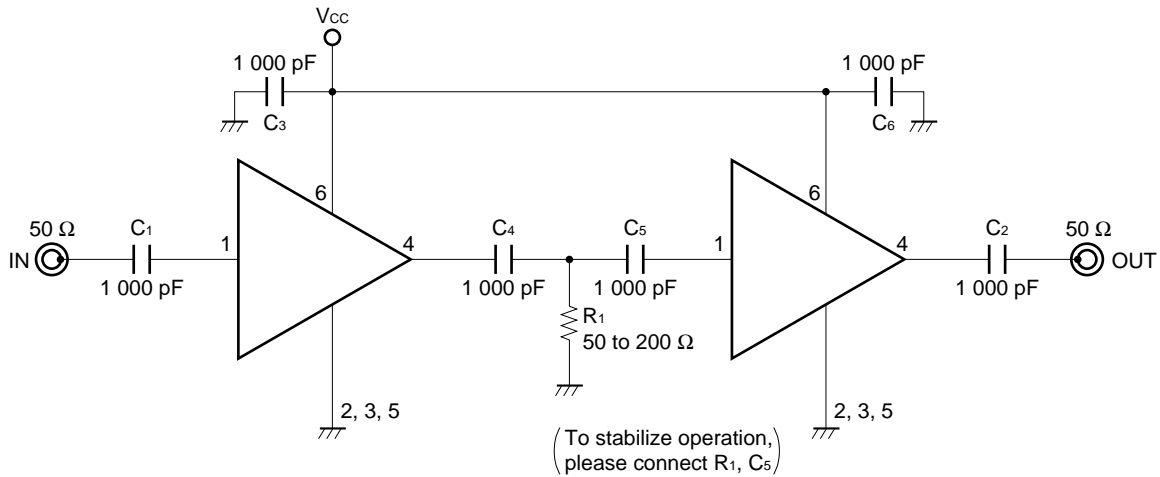 VCC
1 000 pF
1 000 pF
C3
C6
6
6
50 Ω
C1
1
4
C4
C5
1
4
C2
50 Ω
IN
OUT
1 000 pF
1 000 pF
1 000 pF
1 000 pF
R1
50 to 200 Ω
2, 3, 5
2, 3, 5
(To stabilize operation,
please connect R1, C5)